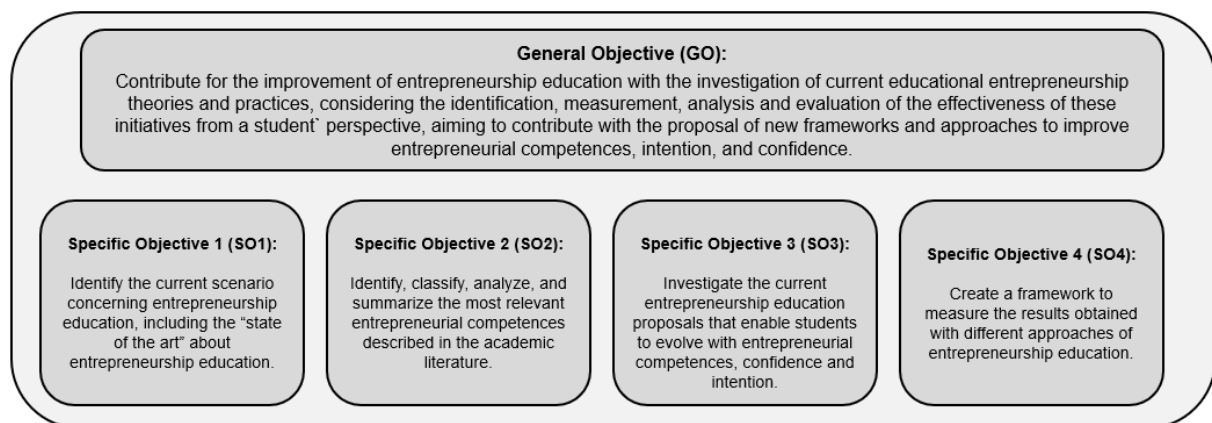 General Objective (GO):
Contribute for the improvement of entrepreneurship education with the investigation of current educational entrepreneurship
theories and practices, considering the identification, measurement, analysis and evaluation of the effectiveness of these
initiatives from a student` perspective, aiming to contribute with the proposal of new frameworks and approaches to improve
entrepreneurial competences, intention, and confidence.
Specific Objective 1 (SO1):
Identify the current scenario
concerning entrepreneurship
education, including the “state
of the art” about
entrepreneurship education.
Specific Objective 2 (SO2):
Identify, classify, analyze, and
summarize the most relevant
entrepreneurial competences
described in the academic
literature.
Specific Objective 3 (SO3):
Investigate the current
entrepreneurship education
proposals that enable students
to evolve with entrepreneurial
competences, confidence and
intention.
Specific Objective 4 (SO4):
Create a framework to
measure the results obtained
with different approaches of
entrepreneurship education.